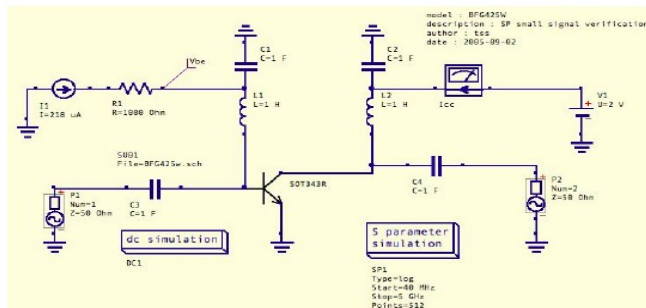 model : BFG425W
description : SP small signal verification
author : tss
date : 2005-09-02
C1
C=1 F
C2
C=1 F
Vbe
I1
I=218 uA
R1
R=1000 Ohm
L1
L=1 H
L2
L=1 H
Icc
V1
U=2 V
SUB1
File=BFG425w.sch
SOT343R
P1
Num=1
Z=50 Ohm
C3
C=1 F
C4
C=1 F
P2
Num=2
Z=50 Ohm
dc simulation
DC1
S parameter
simulation
SP1
Type=log
Start=40 MHz
Stop=5 GHz
Points=512